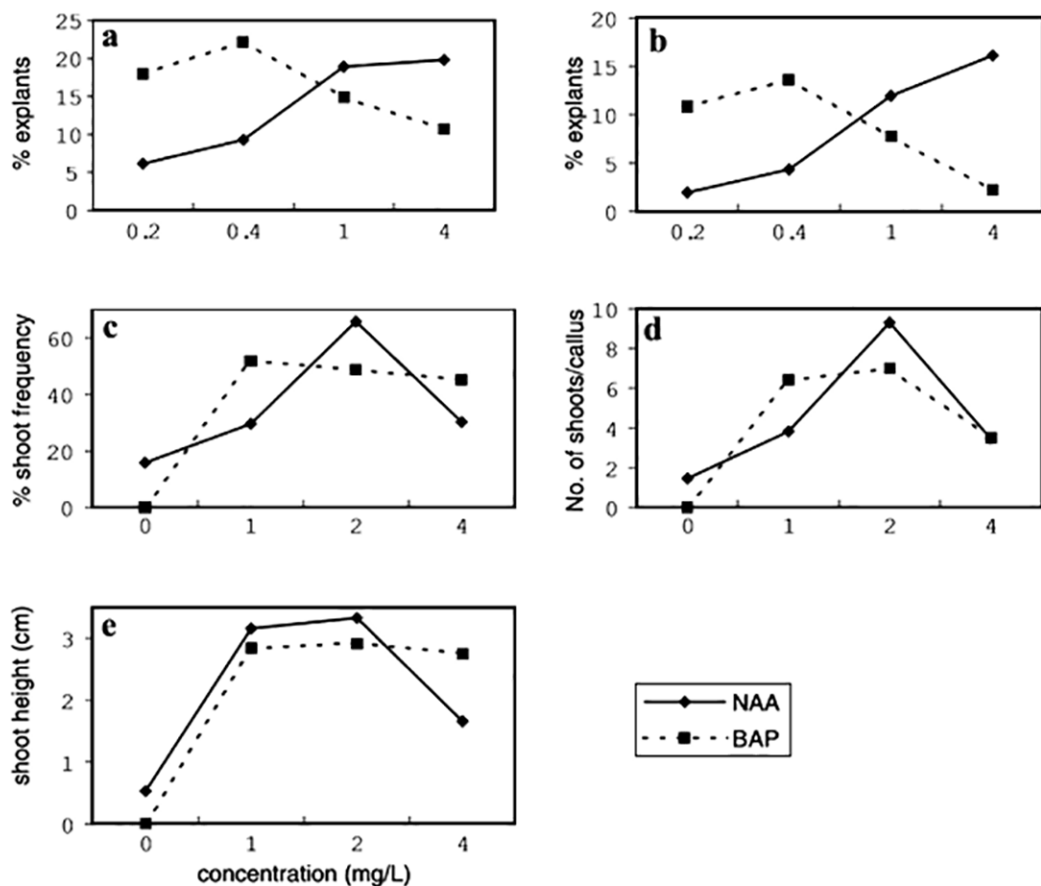 a
% explants
25
20
15
10
5
0
0.2 0.4 1 4
b
% explants
20
15
10
5
0
0.2 0.4 1 4
c
% shoot frequency
60
40
20
0
0 1 2 4
d
No. of shoots/callus
10
8
6
4
2
0
0 1 2 4
e
shoot height (cm)
3
2
1
0
0 1 2 4
concentration (mg/L)
NAA
BAP